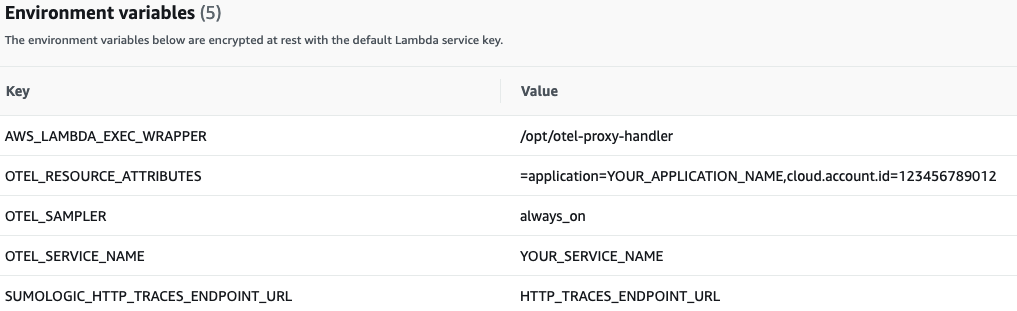 Environment variables (5)
The environment variables below are encrypted at rest with the default Lambda service key.
Key Value
AWS_LAMBDA_EXEC_WRAPPER /opt/otel-proxy-handler
OTEL_RESOURCE_ATTRIBUTES =application=YOUR_APPLICATION_NAME,cloud.account.id=123456789012
OTEL_SAMPLER always_on
OTEL_SERVICE_NAME YOUR_SERVICE_NAME
SUMOLOGIC_HTTP_TRACES_ENDPOINT_URL HTTP_TRACES_ENDPOINT_URL